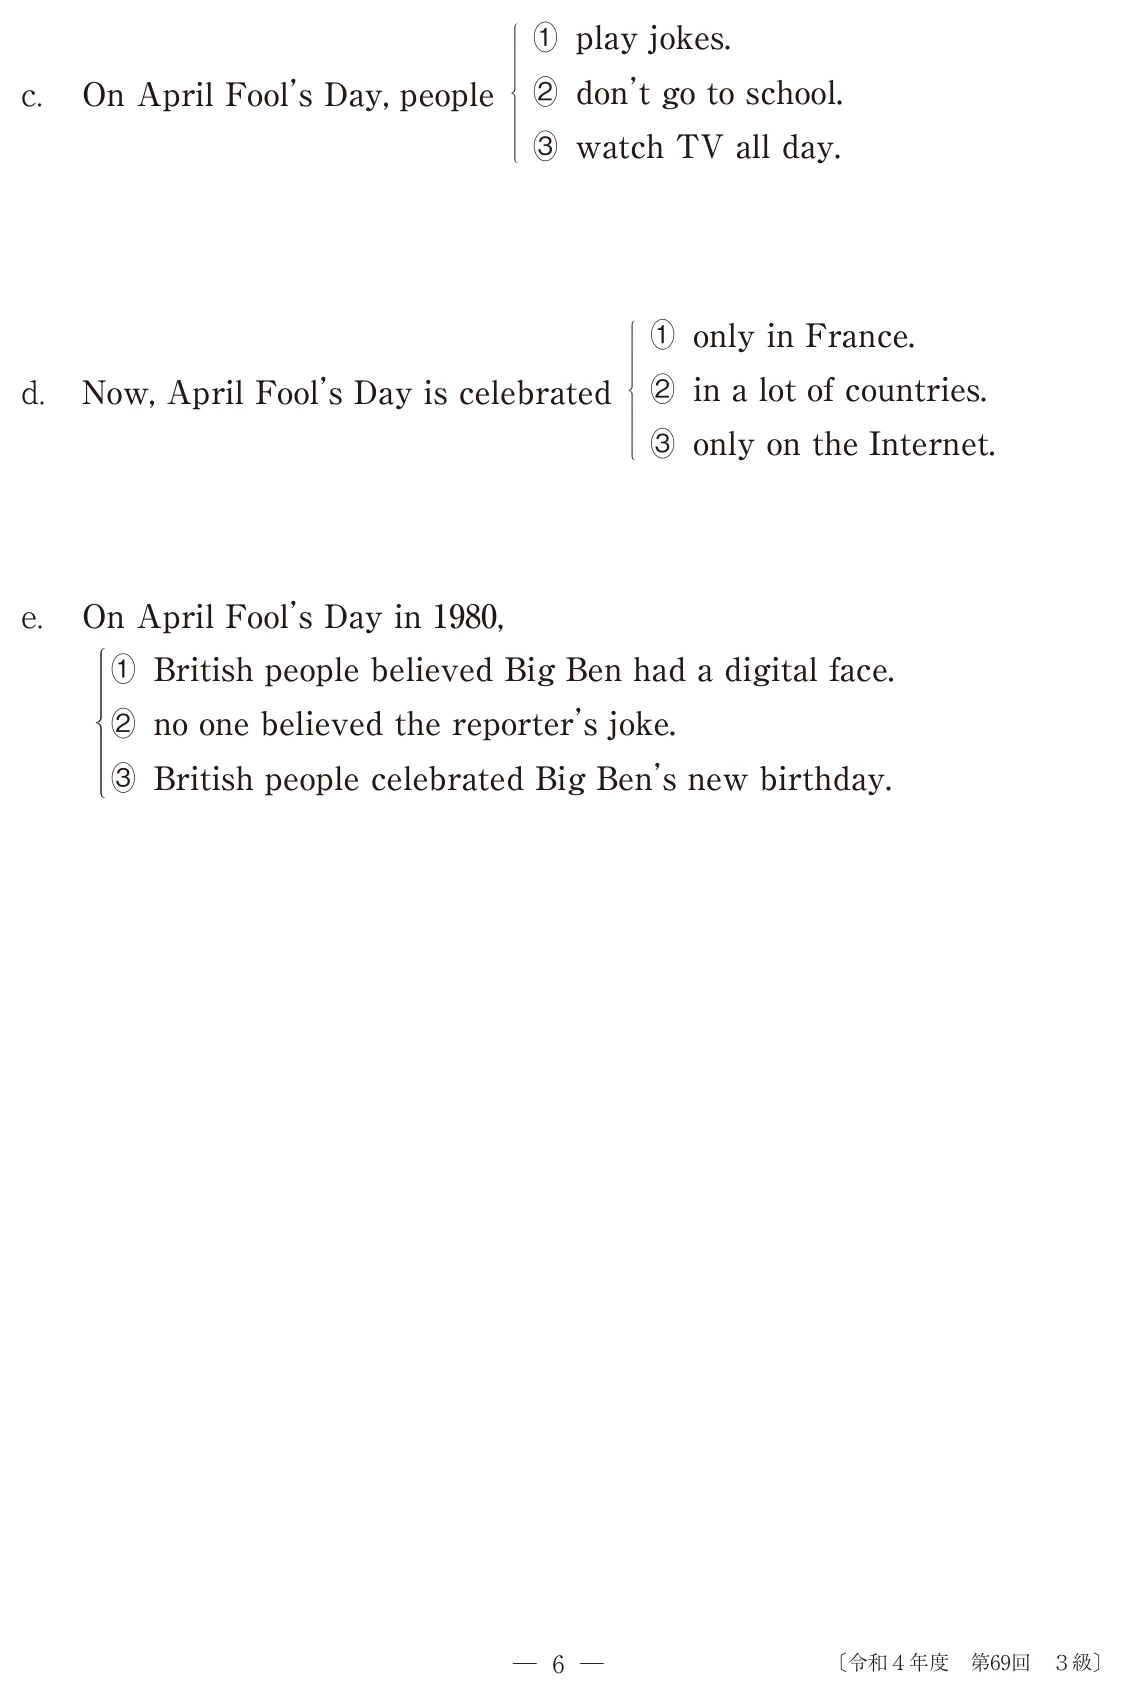 c. On April Fool's Day, people
① play jokes.
② don't go to school.
③ watch TV all day.
d. Now, April Fool's Day is celebrated
① only in France.
② in a lot of countries.
③ only on the Internet.
e. On April Fool's Day in 1980,
① British people believed Big Ben had a digital face.
② no one believed the reporter's joke.
③ British people celebrated Big Ben's new birthday.
— 6 —
〔令和4年度 第69回 3級〕